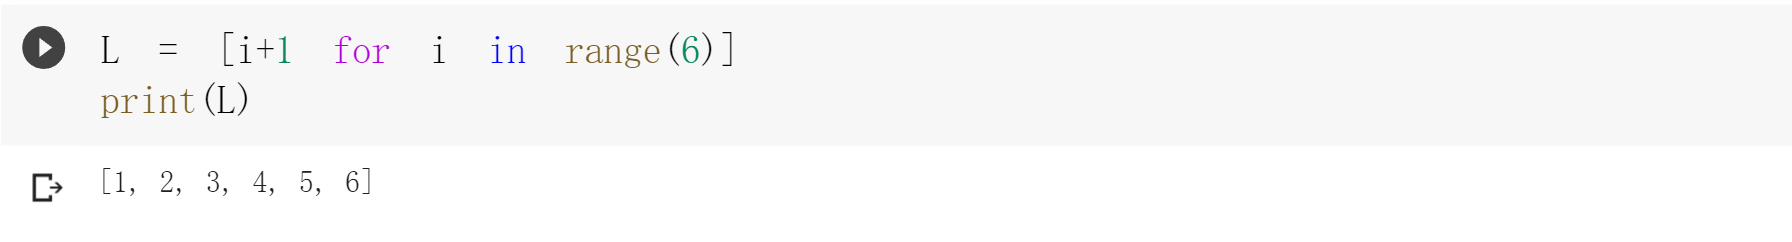 L = [i+1 for i in range(6)]
print(L)
[1, 2, 3, 4, 5, 6]